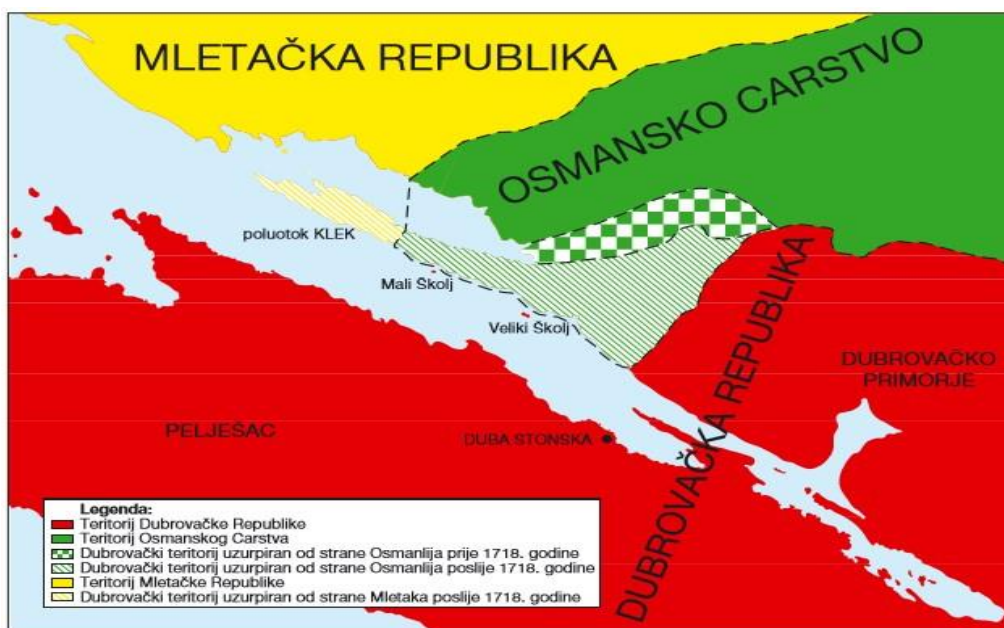 MLETAČKA REPUBLIKA
OSMANSKO CARSTVO
poluotok KLEK
Mali Školj
Veliki Školj
DUBROVAČKA REPUBLIKA
DUBROVAČKO
PRIMORJE
PELJEŠAC
DUBA STONSKA
Legenda:
Teritorij Dubrovačke Republike
Teritorij Osmanskog Carstva
Dubrovački teritorij uzurpiran od strane Osmanlija prije 1718. godine
Dubrovački teritorij uzurpiran od strane Osmanlija poslije 1718. godine
Teritorij Mletačke Republike
Dubrovački teritorij uzurpiran od strane Mletaka poslije 1718. godine